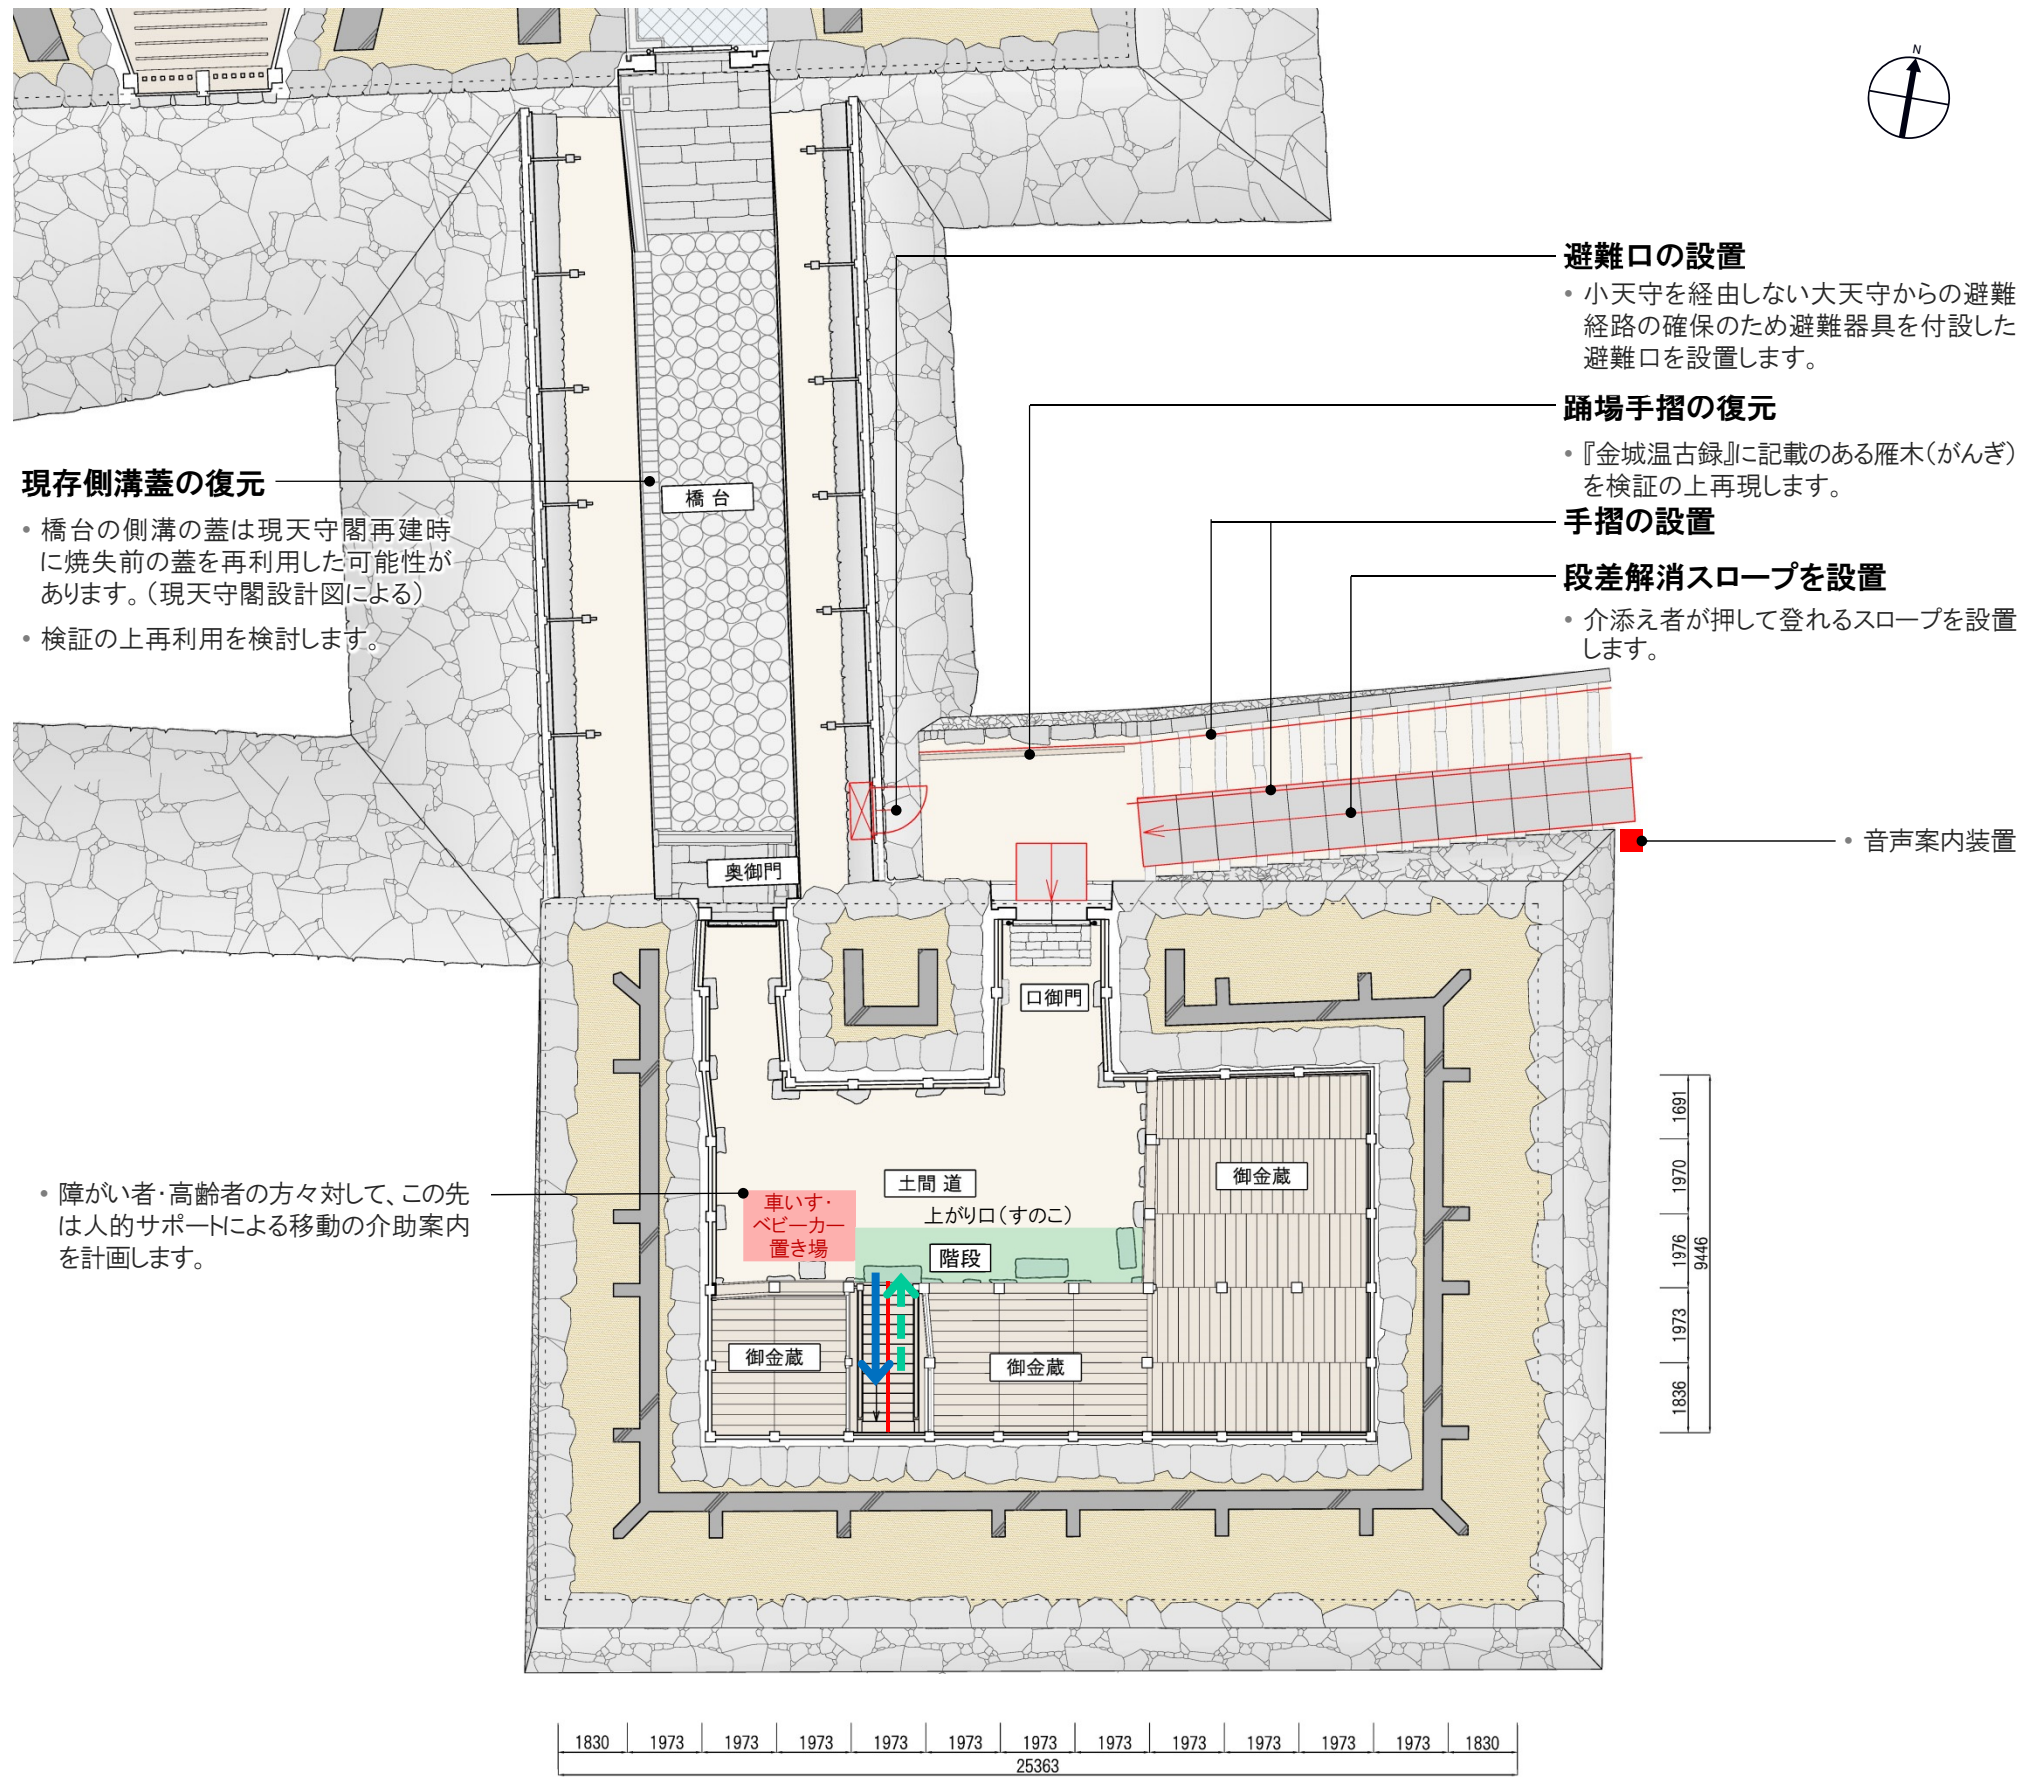 N
避難口の設置
• 小天守を経由しない大天守からの避難
経路の確保のため避難器具を付設した
避難口を設置します。
踊場手摺の復元
• 『金城温古録』に記載のある雁木(がんぎ)
を検証の上再現します。
手摺の設置
段差解消スロープを設置
• 介添え者が押して登れるスロープを設置
します。
• 音声案内装置
現存側溝蓋の復元
• 橋台の側溝の蓋は現天守閣再建時
に焼失前の蓋を再利用した可能性が
あります。(現天守閣設計図による)
• 検証の上再利用を検討します。
橋台
奥御門
口御門
土間道
御金蔵
上がり口(すのこ)
車いす・
ベビーカー
置き場
階段
御金蔵
御金蔵
• 障がい者・高齢者の方々対して、この先
は人的サポートによる移動の介助案内
を計画します。
1691
1970
1976
1973
1836
9446
1830 1973 1973 1973 1973 1973 1973 1973 1973 1973 1973 1973 1830
25363